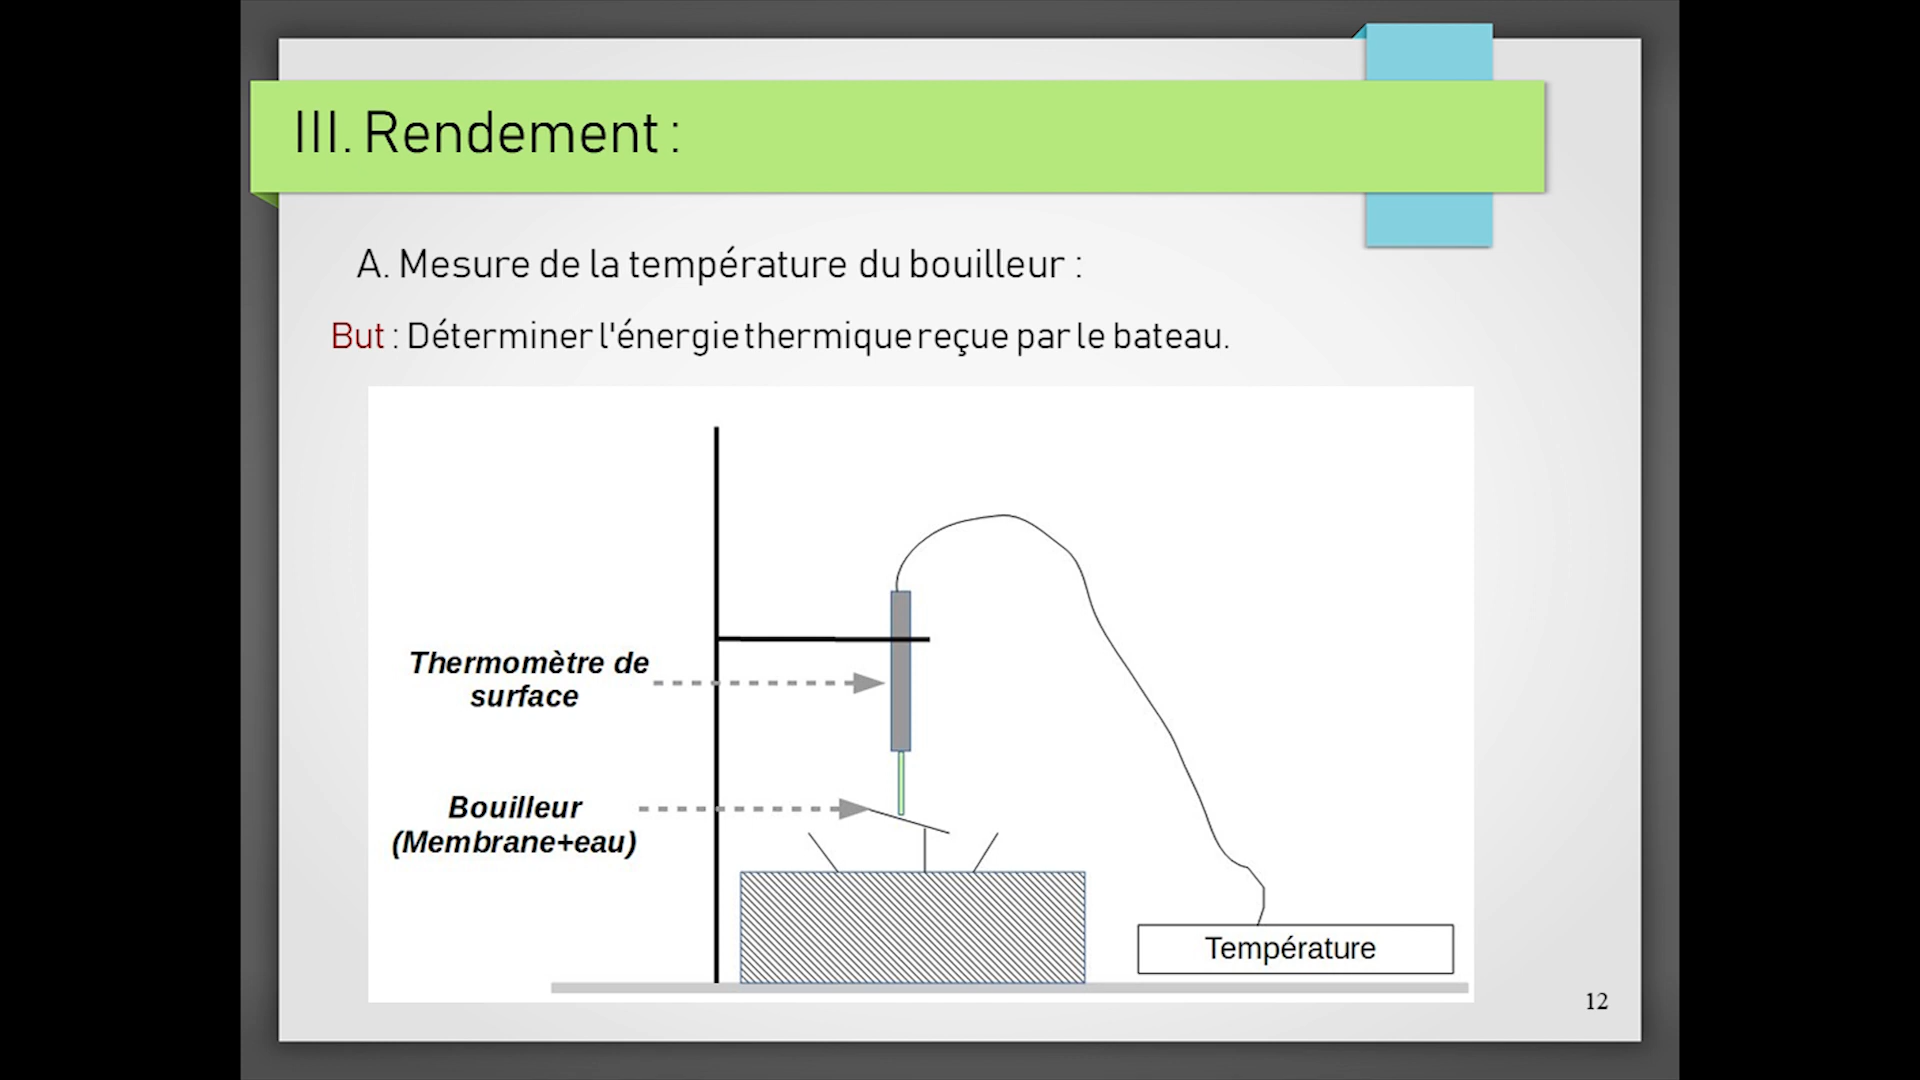 III. Rendement :
A. Mesure de la température du bouilleur :
But : Déterminer l'énergie thermique reçue par le bateau.
Thermomètre de
surface
Bouilleur
(Membrane+eau)
Température
12